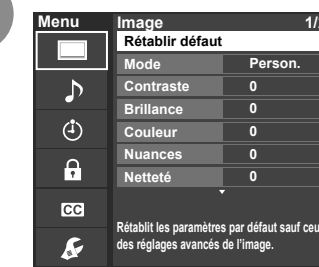 Menu
Image 1/
Rétablir défaut
Mode Person.
Contraste 0
Brillance 0
Couleur 0
Nuances 0
Netteté 0
CC
Rétablit les paramètres par défaut sauf
des réglages avancés de l'image.